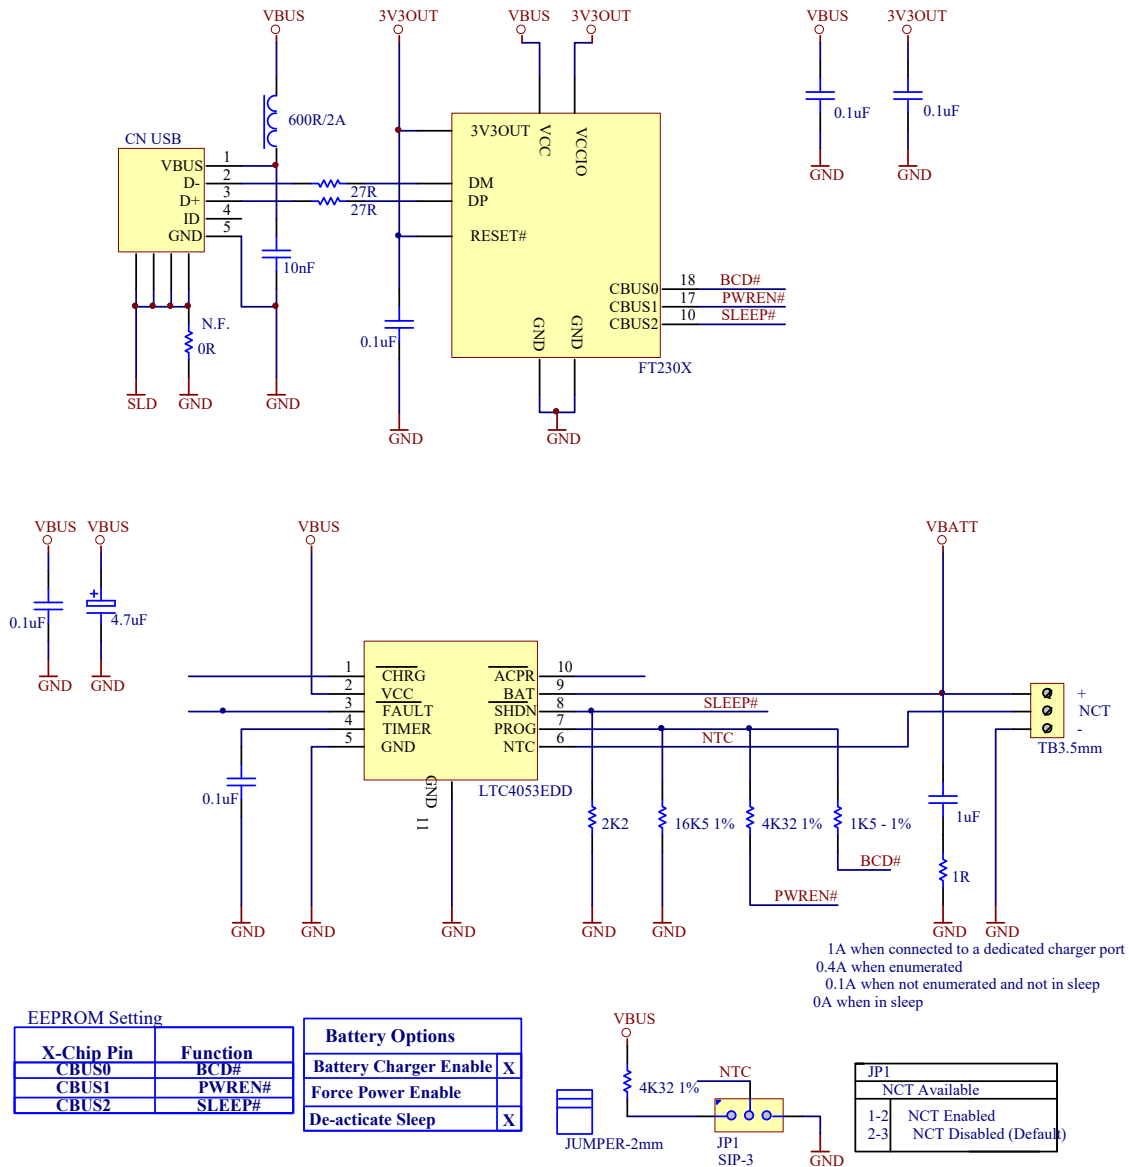 VBUS
3V3OUT
VBUS
3V3OUT
VBUS
3V3OUT
600R/2A
0.1uF
0.1uF
GND
GND
CN USB
VBUS
D-
D+
ID
GND
1
2
3
4
5
27R
27R
10nF
N.F.
0R
SLD
GND
GND
0.1uF
GND
3V3OUT
VCC
VCCIO
DM
DP
RESET#
CBUS0
CBUS1
CBUS2
GND
GND
18
17
10
BCD#
PWREN#
SLEEP#
FT230X
GND
VBUS
VBUS
VBUS
VBATT
0.1uF
4.7uF
GND
GND
1
2
3
4
5
CHRG
VCC
FAULT
TIMER
GND
ACPR
BAT
SHDN
PROG
NTC
10
9
8
7
6
GND
11
LTC4053EDD
SLEEP#
NTC
+
NCT
-
TB3.5mm
0.1uF
2K2
16K5 1%
4K32 1%
1K5 - 1%
1uF
1R
BCD#
PWREN#
GND
GND
GND
GND
GND
GND
GND
1A when connected to a dedicated charger port
0.4A when enumerated
0.1A when not enumerated and not in sleep
0A when in sleep
EEPROM Setting
X-Chip Pin Function
CBUS0 BCD#
CBUS1 PWREN#
CBUS2 SLEEP#
Battery Options
Battery Charger Enable X
Force Power Enable
De-acticate Sleep X
VBUS
4K32 1%
NTC
JUMPER-2mm
JP1
SIP-3
GND
JP1
NCT Available
1-2 NCT Enabled
2-3 NCT Disabled (Default)